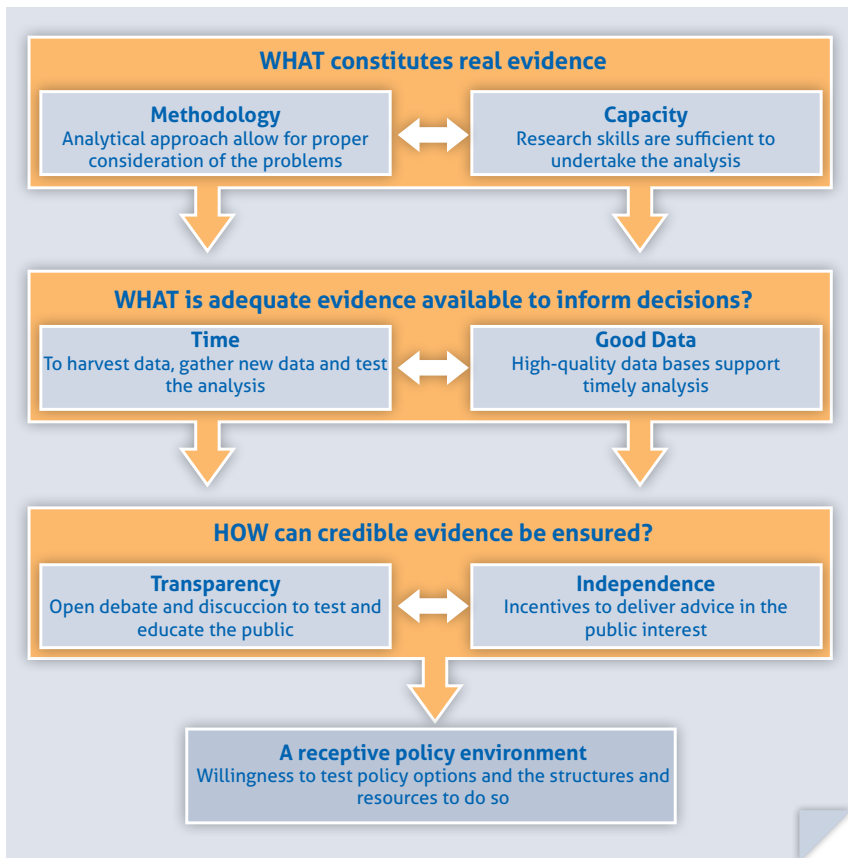 WHAT constitutes real evidence
Methodology
Analytical approach allow for proper
consideration of the problems
Capacity
Research skills are sufficient to
undertake the analysis
WHAT is adequate evidence available to inform decisions?
Time
To harvest data, gather new data and test
the analysis
Good Data
High-quality data bases support
timely analysis
HOW can credible evidence be ensured?
Transparency
Open debate and discuccion to test and
educate the public
Independence
Incentives to deliver advice in the
public interest
A receptive policy environment
Willingness to test policy options and the structures and
resources to do so